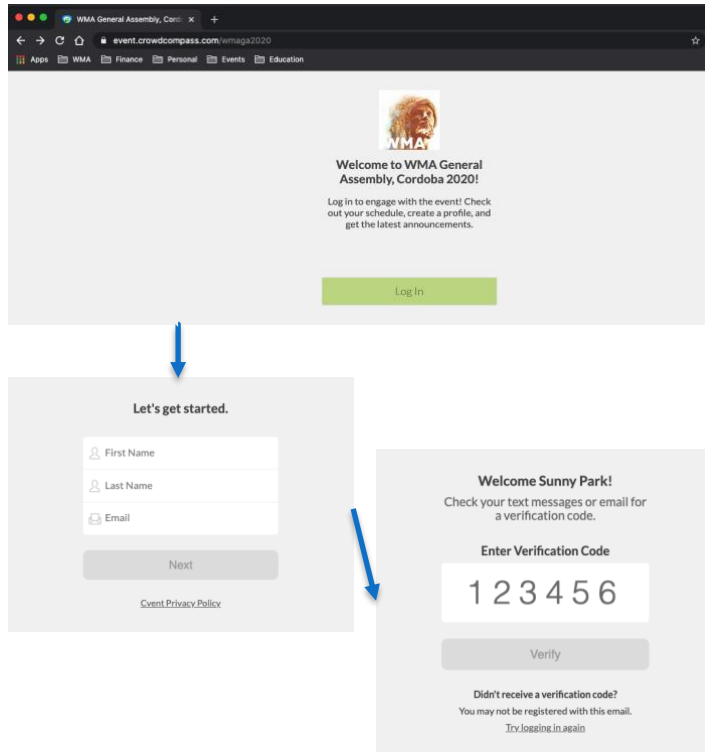 WMA General Assembly, Cord
event.crowdcompass.com/wmaga2020
Apps WMA Finance Personal Events Education
WMA
Welcome to WMA General
Assembly, Cordoba 2020!
Log in to engage with the event! Check
out your schedule, create a profile, and
get the latest announcements.
Log In
Let's get started.
First Name
Last Name
Email
Next
Cvent Privacy Policy
Welcome Sunny Park!
Check your text messages or email for
a verification code.
Enter Verification Code
123456
Verify
Didn't receive a verification code?
You may not be registered with this email.
Try logging in again